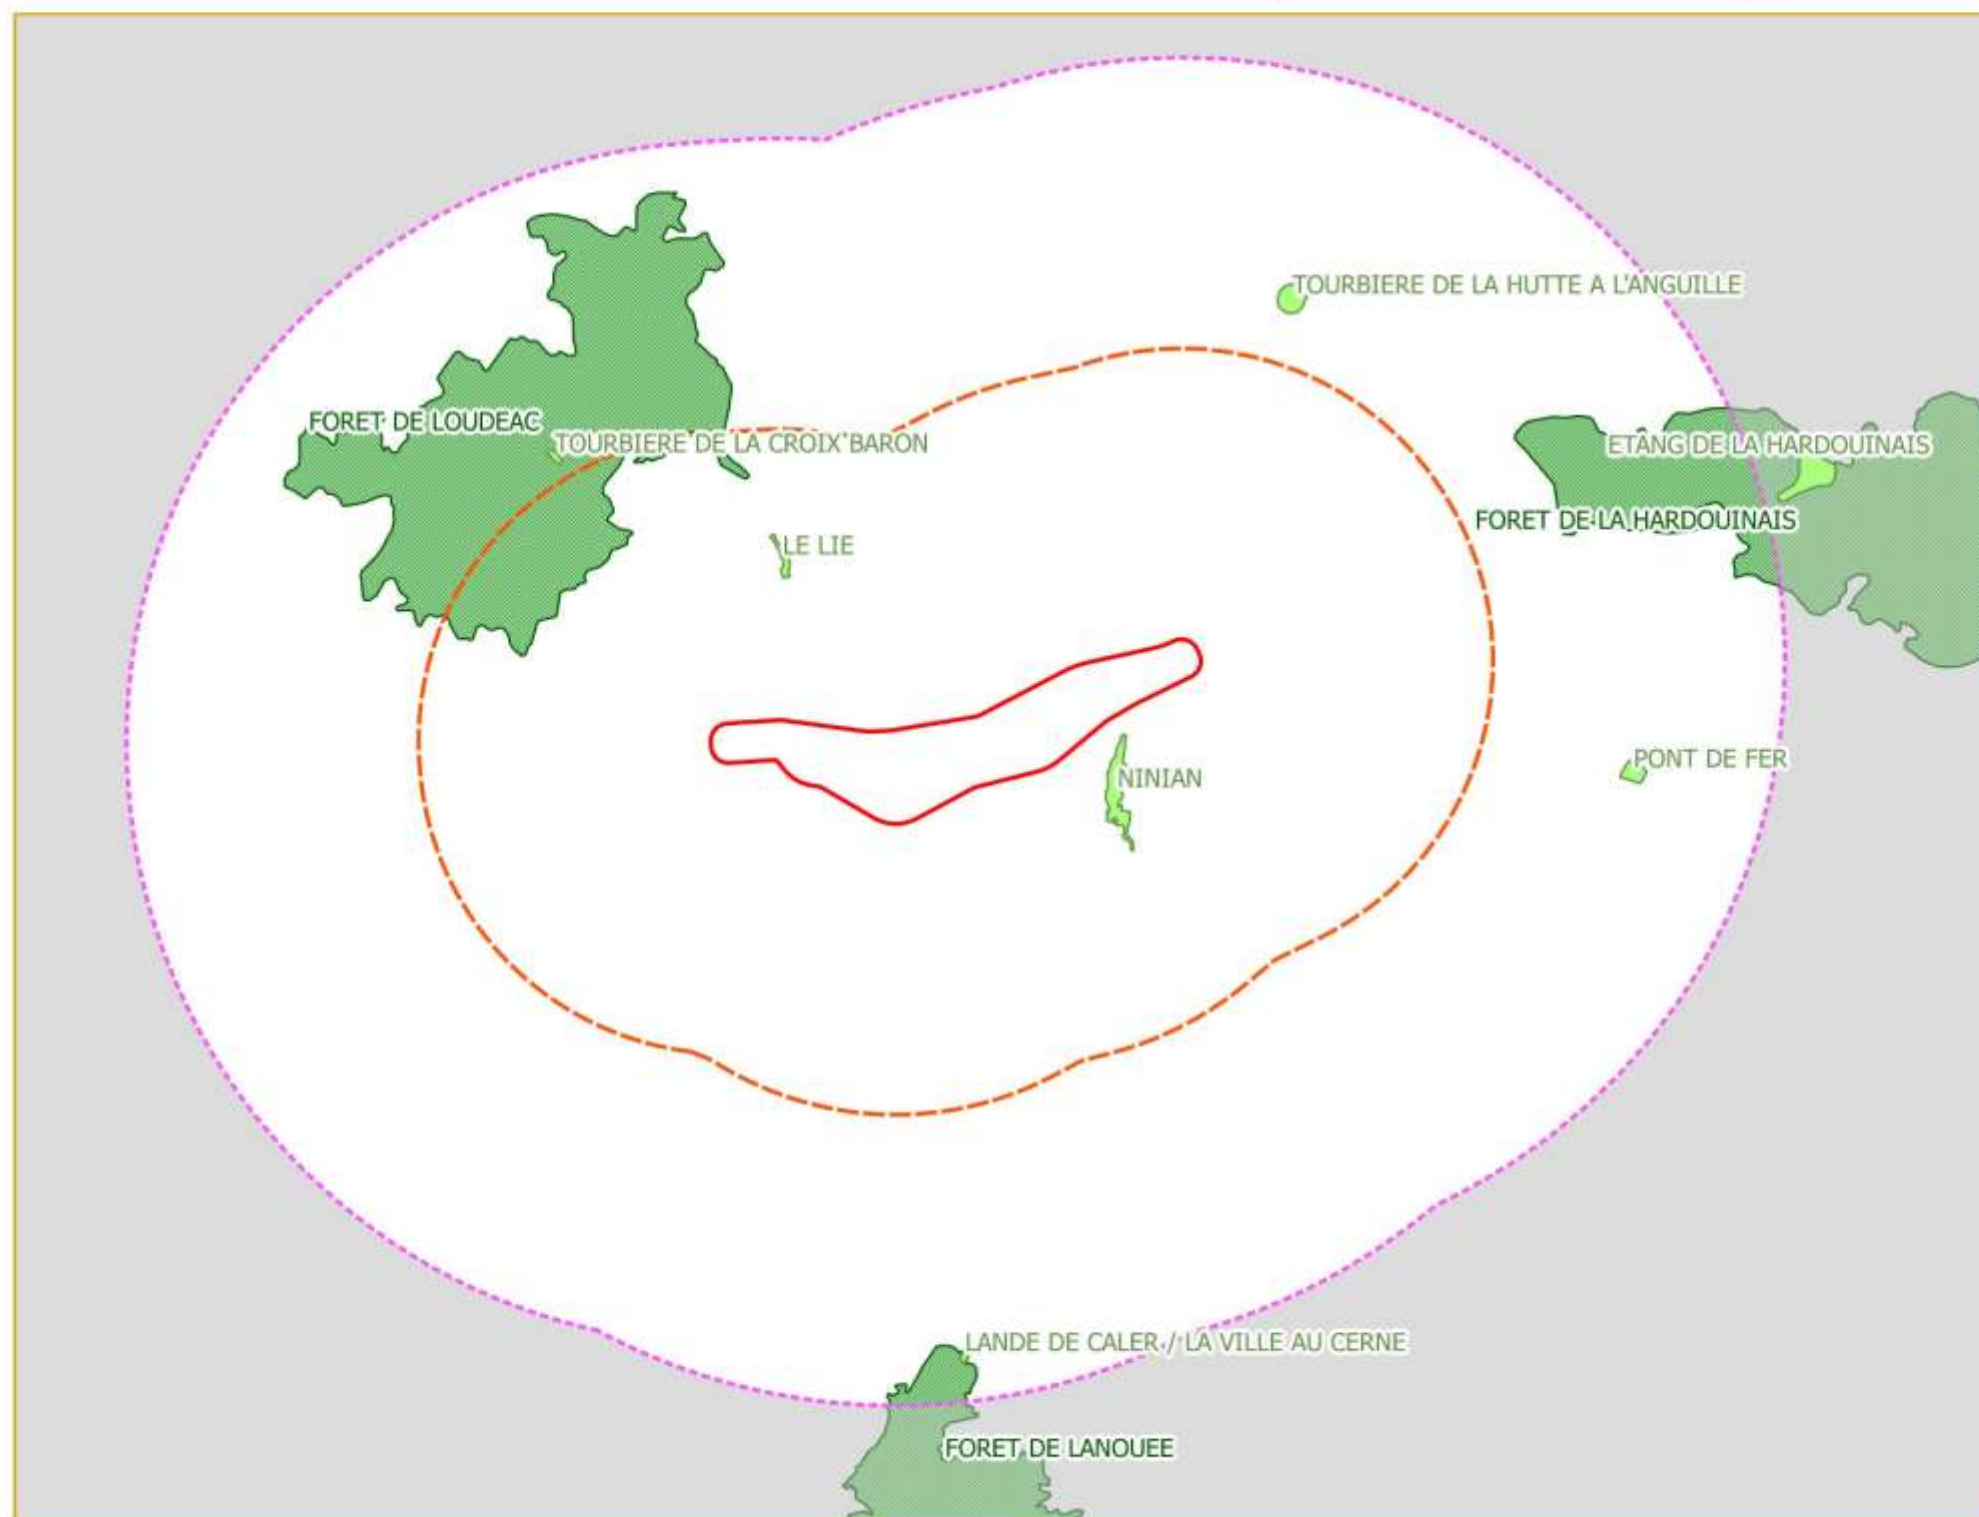 TOURBIERE DE LA HUTTE A L'ANGUILLE
FORET DE LOUDEAC
TOURBIERE DE LA CROIX BARON
ETANG DE LA HARDOUINAIS
FORET DE LA HARDOUINAIS
LE LIE
PONT DE FER
NINIAN
LANDE DE CALER / LA VILLE AU CERNE
FORET DE LANOUEE